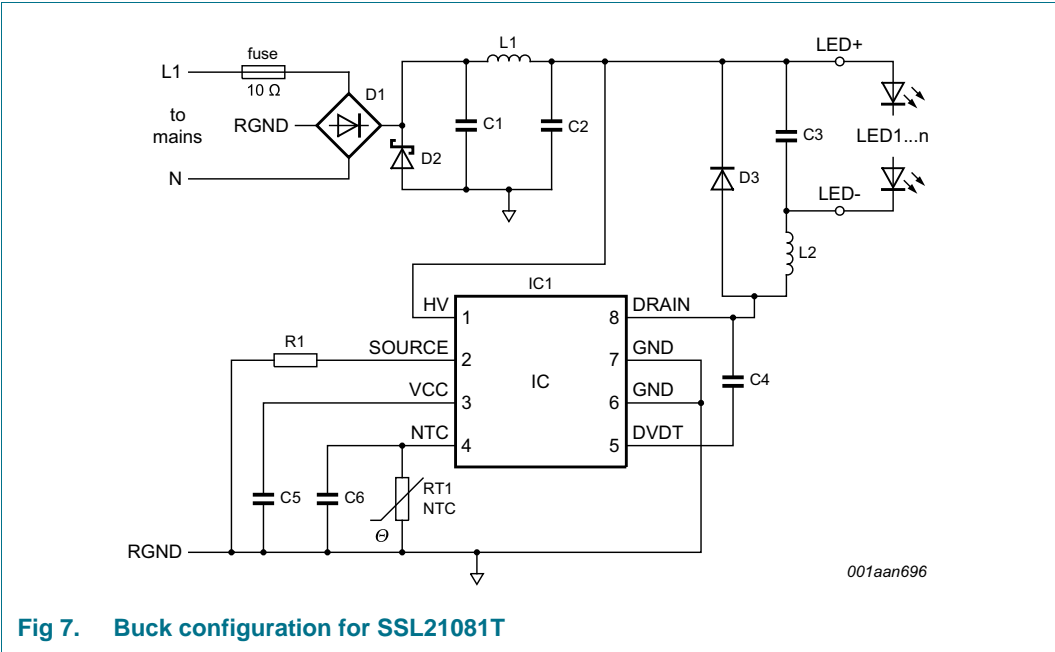 L1
fuse
10 Ω
to
mains
RGND
N
D1
D2
C1
L1
C2
D3
C3
LED+
LED1...n
LED-
L2
IC1
HV
1
SOURCE
2
VCC
3
NTC
4
IC
DRAIN
8
GND
7
GND
6
DVDT
5
C4
R1
C5
C6
RT1
NTC
Θ
RGND
001aan696
Fig 7. Buck configuration for SSL21081T